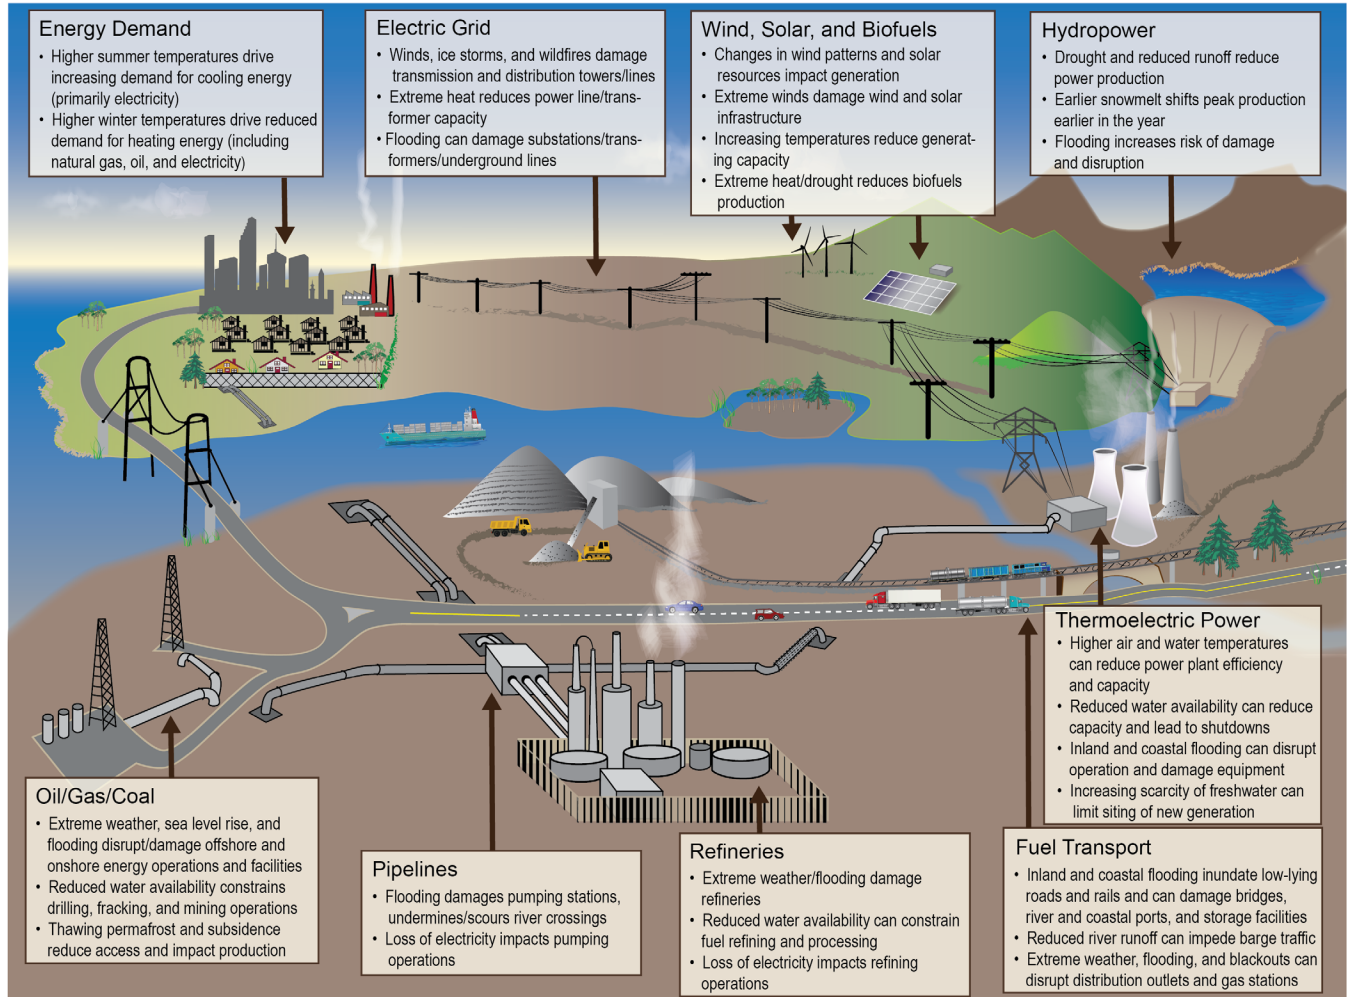 Energy Demand
• Higher summer temperatures drive
increasing demand for cooling energy
(primarily electricity)
• Higher winter temperatures drive reduced
demand for heating energy (including
natural gas, oil, and electricity)
Electric Grid
• Winds, ice storms, and wildfires damage
transmission and distribution towers/lines
• Extreme heat reduces power line/trans-
former capacity
• Flooding can damage substations/trans-
formers/underground lines
Wind, Solar, and Biofuels
• Changes in wind patterns and solar
resources impact generation
• Extreme winds damage wind and solar
infrastructure
• Increasing temperatures reduce generat-
ing capacity
• Extreme heat/drought reduces biofuels
production
Hydropower
• Drought and reduced runoff reduce
power production
• Earlier snowmelt shifts peak production
earlier in the year
• Flooding increases risk of damage
and disruption
Thermoelectric Power
• Higher air and water temperatures
can reduce power plant efficiency
and capacity
• Reduced water availability can reduce
capacity and lead to shutdowns
• Inland and coastal flooding can disrupt
operation and damage equipment
• Increasing scarcity of freshwater can
limit siting of new generation
Oil/Gas/Coal
• Extreme weather, sea level rise, and
flooding disrupt/damage offshore and
onshore energy operations and facilities
• Reduced water availability constrains
drilling, fracking, and mining operations
• Thawing permafrost and subsidence
reduce access and impact production
Pipelines
• Flooding damages pumping stations,
undermines/scours river crossings
• Loss of electricity impacts pumping
operations
Refineries
• Extreme weather/flooding damage
refineries
• Reduced water availability can constrain
fuel refining and processing
• Loss of electricity impacts refining
operations
Fuel Transport
• Inland and coastal flooding inundate low-lying
roads and rails and can damage bridges,
river and coastal ports, and storage facilities
• Reduced river runoff can impede barge traffic
• Extreme weather, flooding, and blackouts can
disrupt distribution outlets and gas stations